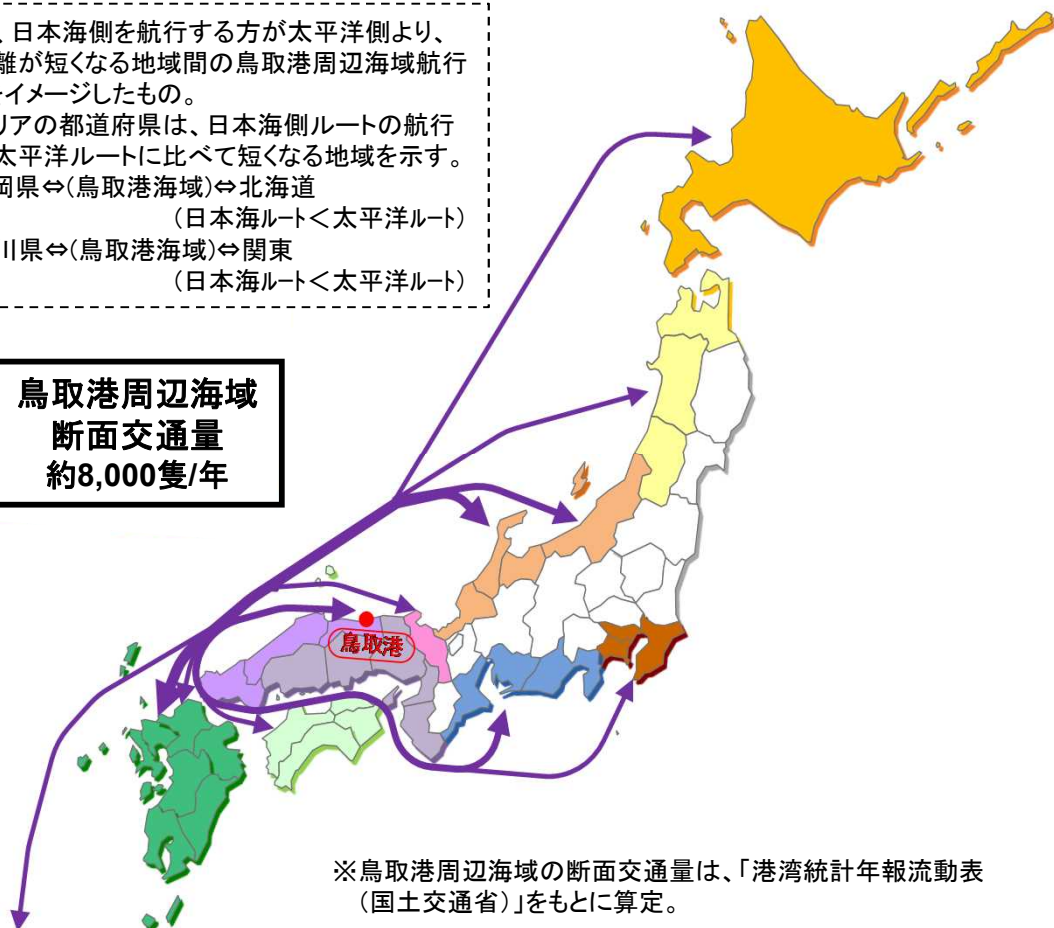 、日本海側を航行する方が太平洋側より、
離が短くなる地域間の鳥取港周辺海域航行
をイメージしたもの。
リアの都道府県は、日本海側ルートの航行
太平洋ルートに比べて短くなる地域を示す。
岡県⇔(鳥取港海域)⇔北海道
(日本海ルート<太平洋ルート)
川県⇔(鳥取港海域)⇔関東
(日本海ルート<太平洋ルート)
鳥取港周辺海域
断面交通量
約8,000隻/年
鳥取港
※鳥取港周辺海域の断面交通量は、「港湾統計年報流動表
(国土交通省)」をもとに算定。